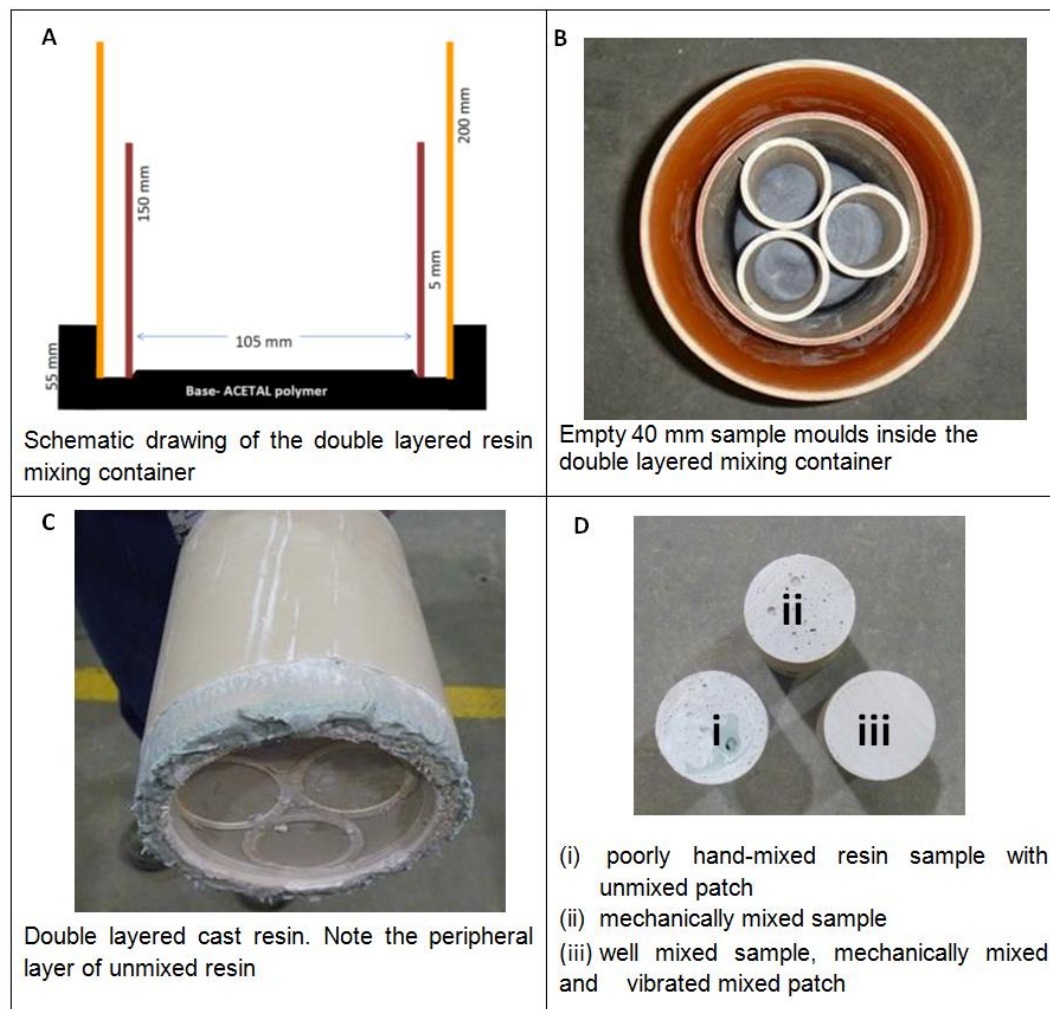 A
150 mm
200 mm
5 mm
105 mm
55 mm
Base- ACETAL polymer
Schematic drawing of the double layered resin
mixing container
B
Empty 40 mm sample moulds inside the
double layered mixing container
C
Double layered cast resin. Note the peripheral
layer of unmixed resin
D
ii
i
iii
(i) poorly hand-mixed resin sample with
unmixed patch
(ii) mechanically mixed sample
(iii) well mixed sample, mechanically mixed
and vibrated mixed patch